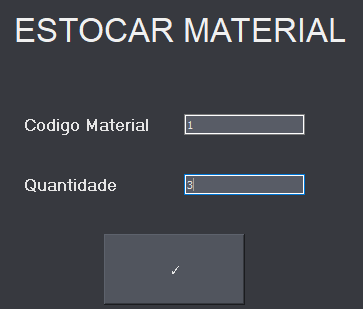 ESTOCAR MATERIAL
Codigo Material 1
Quantidade 3
✓